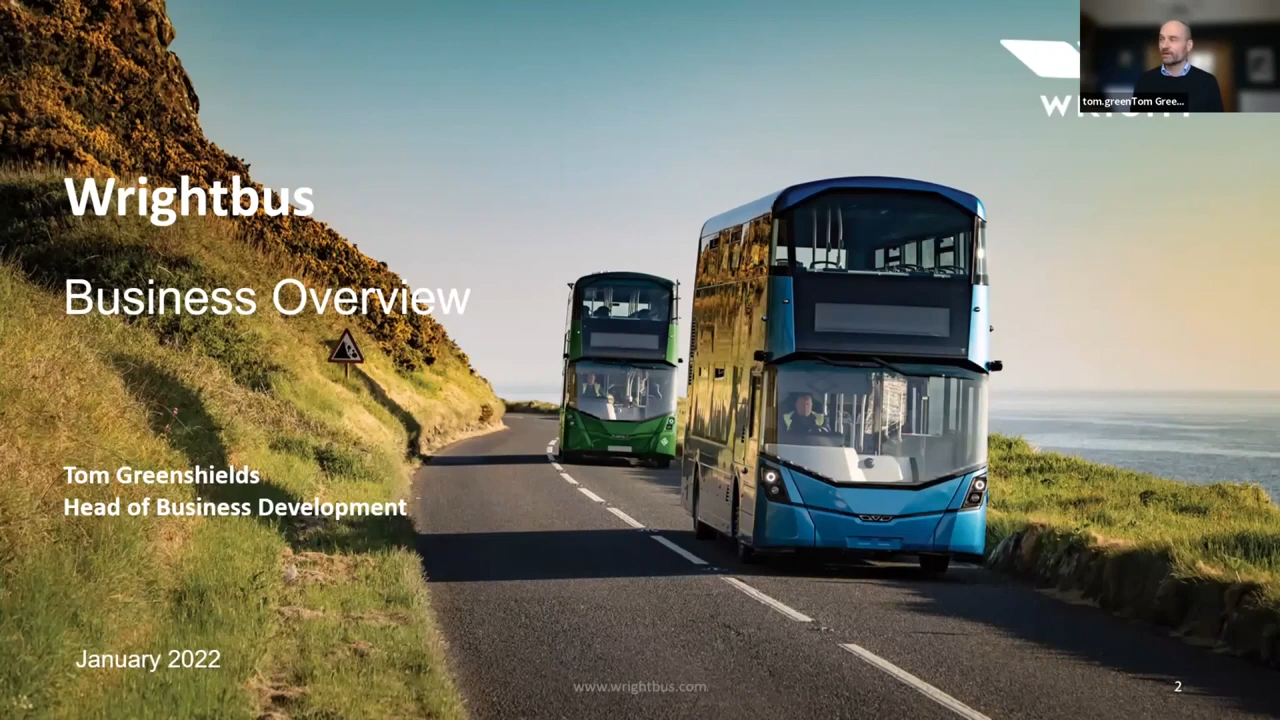 Wrightbus
Business Overview
tom.greenTom Gree...
Tom Greenshields
Head of Business Development
January 2022
www.wrightbus.com
2